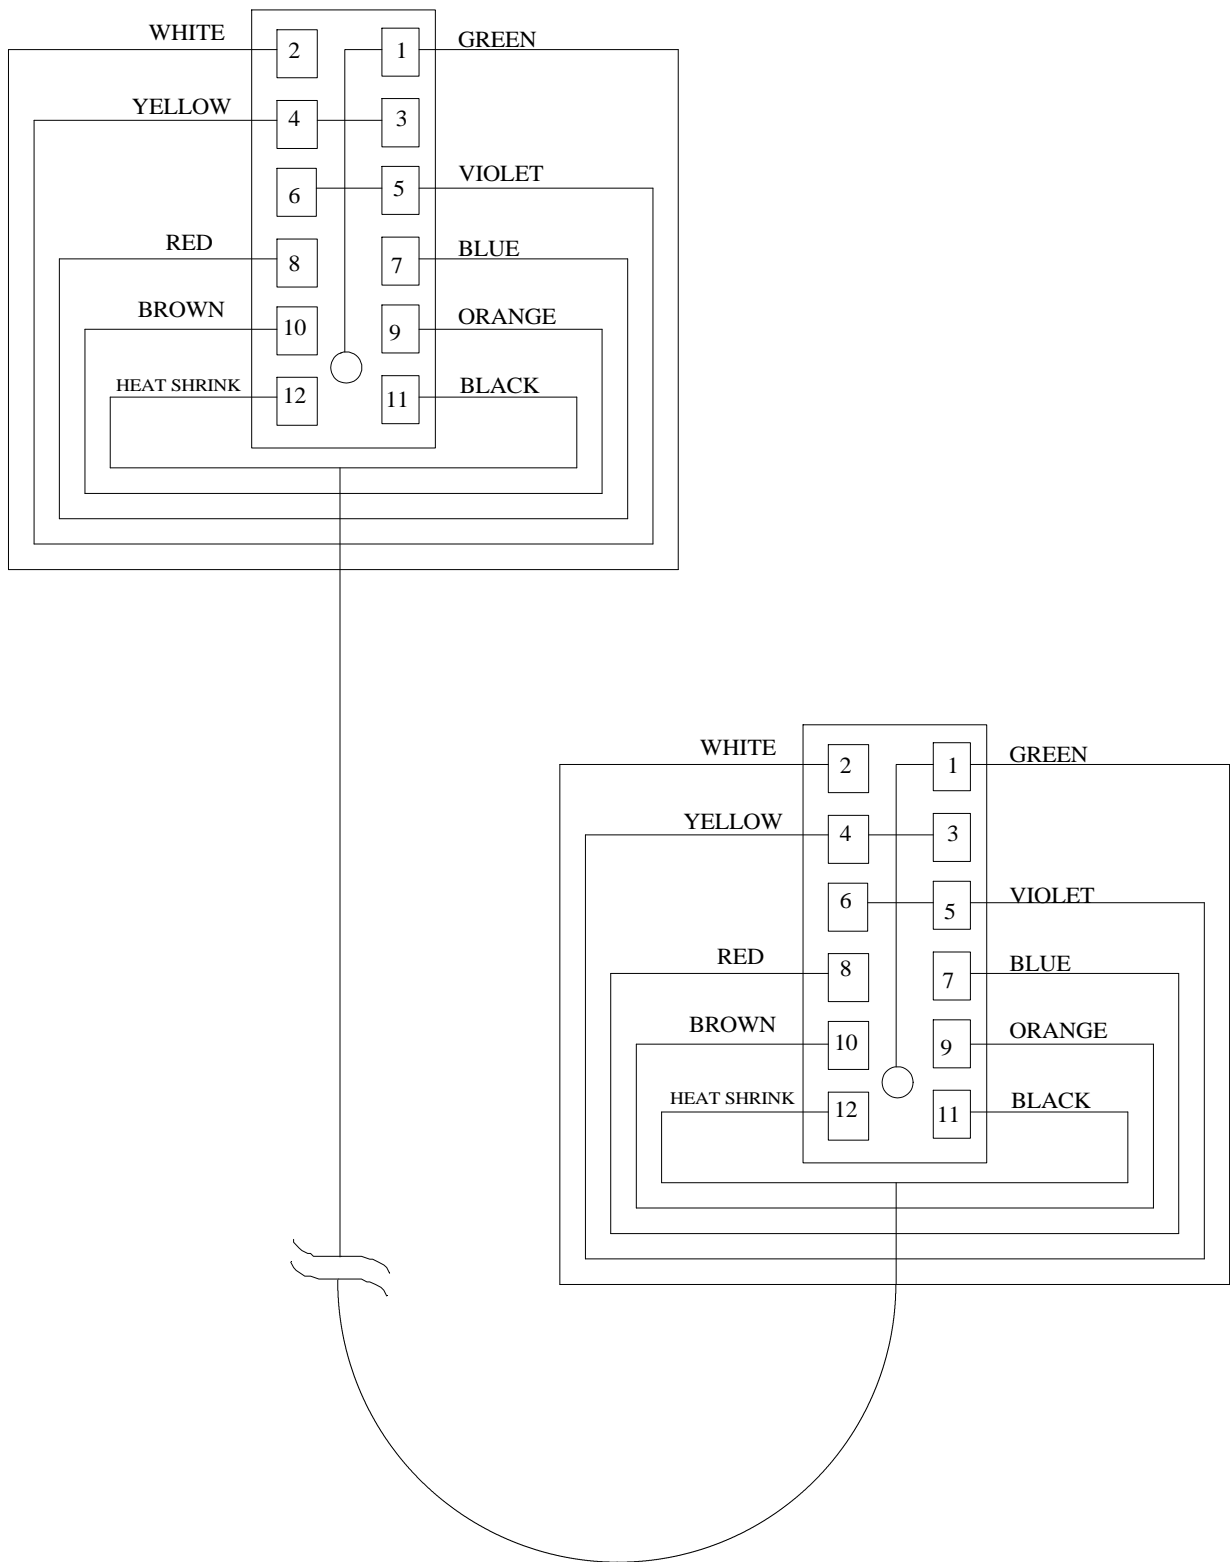 WHITE 2 1 GREEN
YELLOW 4 3
6 5 VIOLET
RED 8 7 BLUE
BROWN 10 9 ORANGE
HEAT SHRINK 12 11 BLACK
WHITE 2 1 GREEN
YELLOW 4 3
6 5 VIOLET
RED 8 7 BLUE
BROWN 10 9 ORANGE
HEAT SHRINK 12 11 BLACK